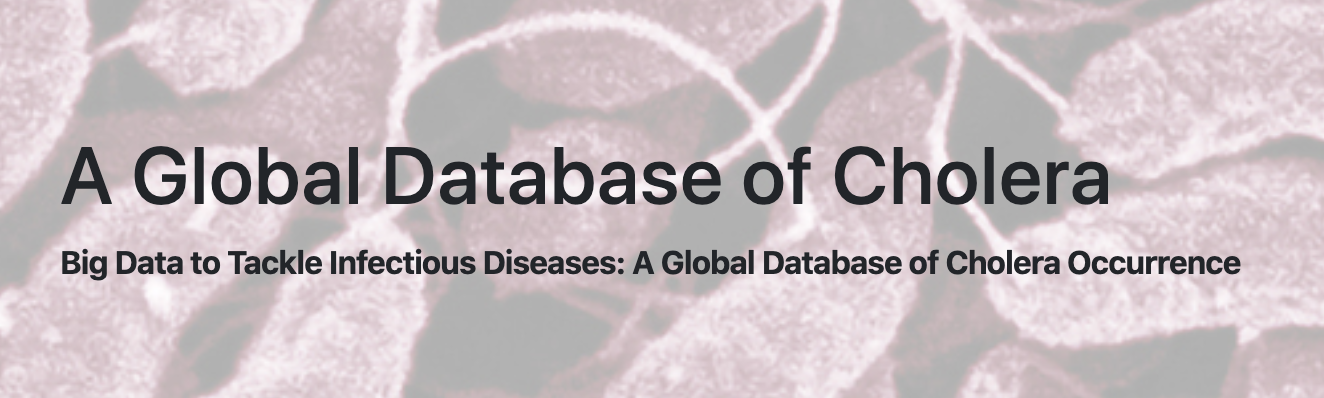 A Global Database of Cholera
Big Data to Tackle Infectious Diseases: A Global Database of Cholera Occurrence